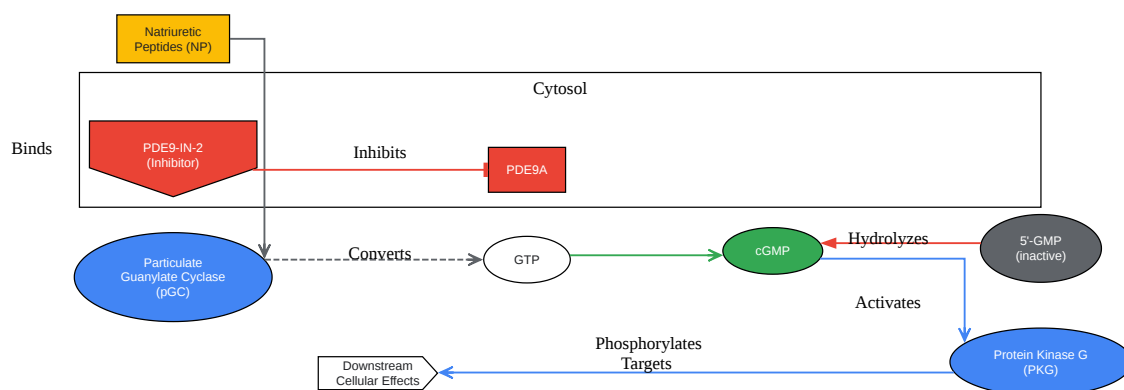 Natriuretic
Peptides (NP)
Cytosol
Binds
PDE9-IN-2
(Inhibitor)
Inhibits
PDE9A
Particulate
Guanylate Cyclase
(pGC)
Converts
GTP
cGMP
Hydrolyzes
5'-GMP
(inactive)
Activates
Phosphorylates
Targets
Downstream
Cellular Effects
Protein Kinase G
(PKG)